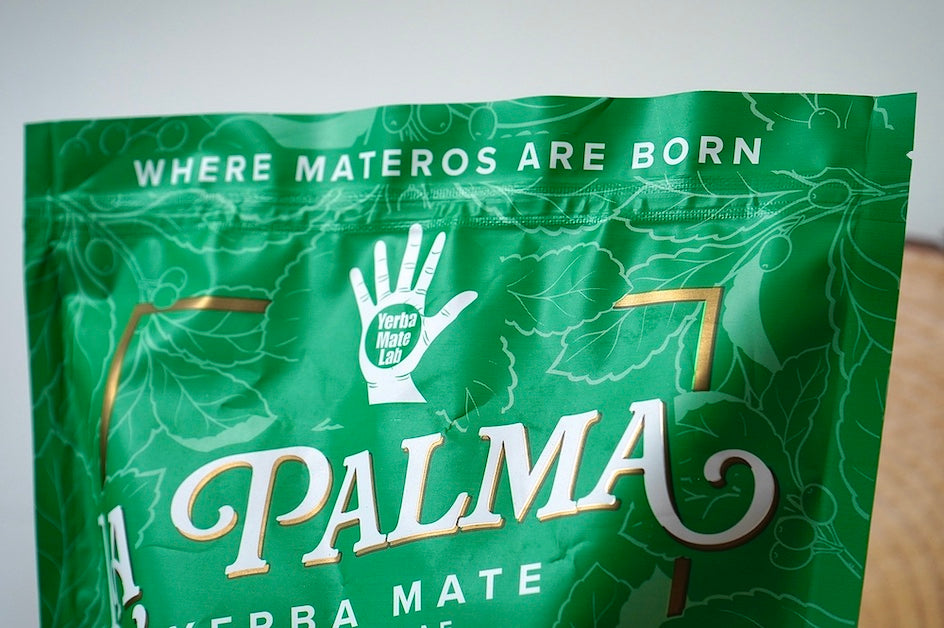 WHERE MATEROS ARE BORN
Yerba
Mate
Lab
PALMA
YERBA MATE